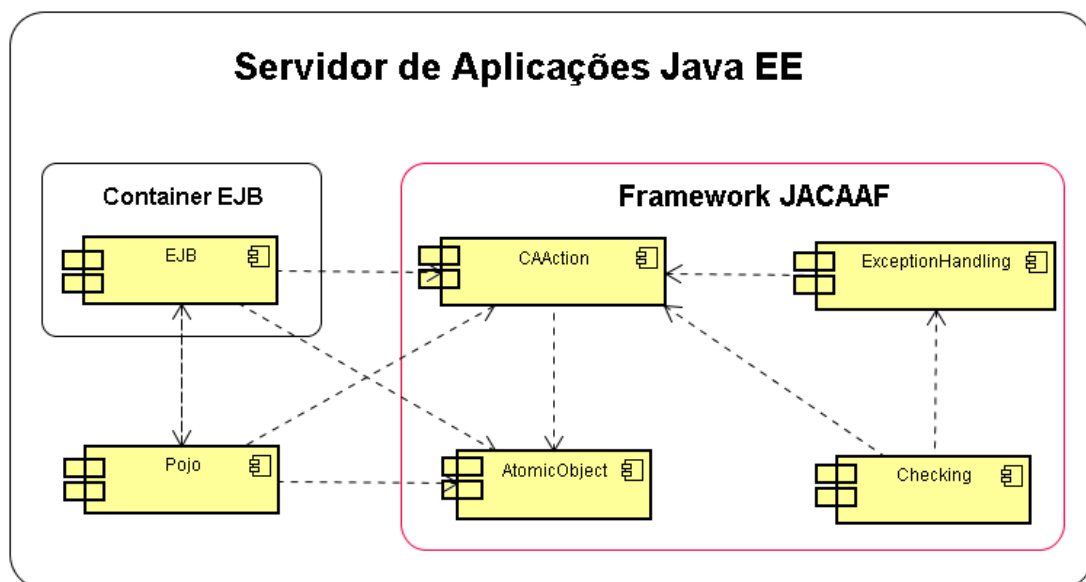 Servidor de Aplicações Java EE
Container EJB
Framework JACAAF
EJB
CAAction
ExceptionHandling
Pojo
AtomicObject
Checking